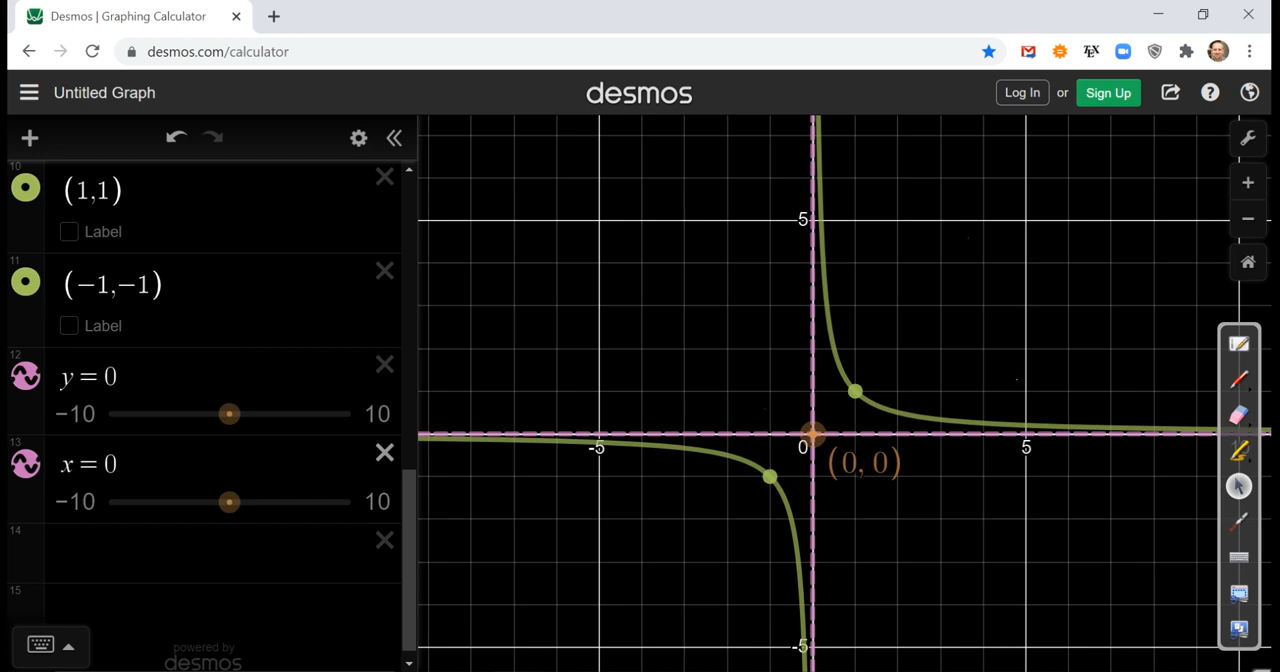 Desmos | Graphing Calculator
desmos.com/calculator
Untitled Graph
desmos
Log In or Sign Up
10
(1,1)
Label
11
(−1,−1)
Label
12
y = 0
−10 10
13
x = 0
−10 10
14
15
powered by
desmos
5
-5 0 5
(0, 0)
-5
TEX